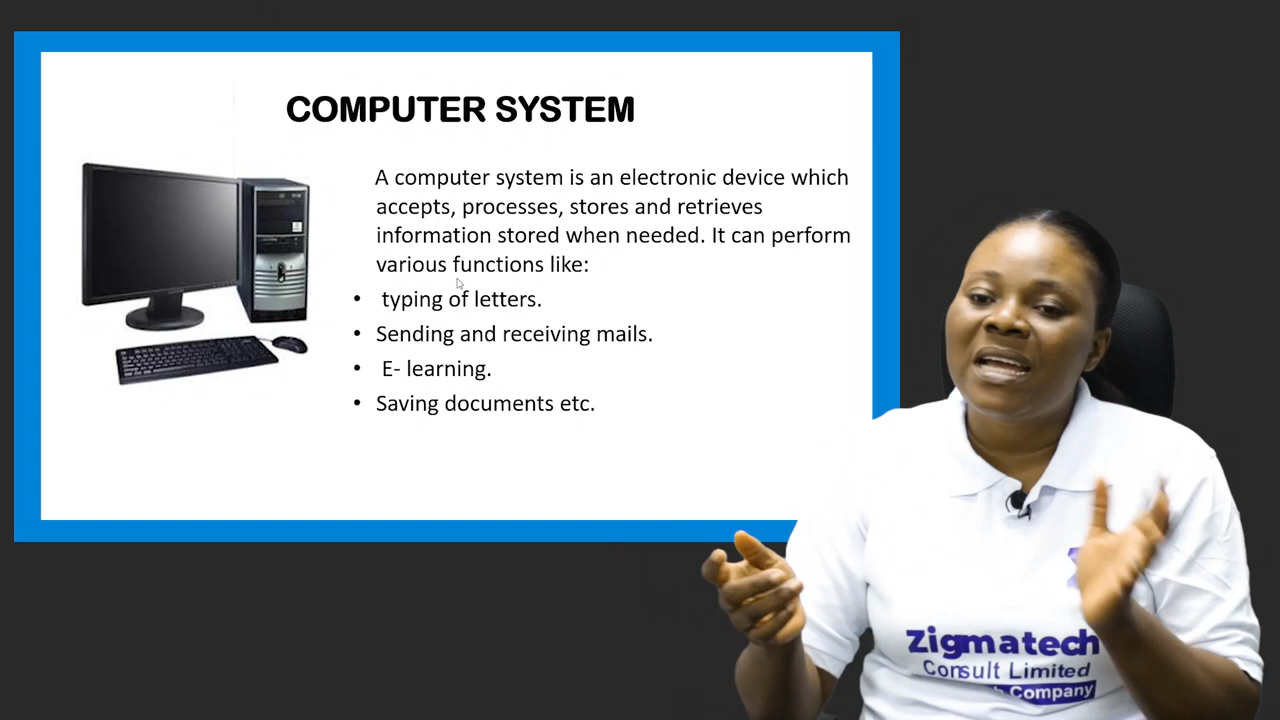 COMPUTER SYSTEM
A computer system is an electronic device which
accepts, processes, stores and retrieves
information stored when needed. It can perform
various functions like:
• typing of letters.
• Sending and receiving mails.
• E- learning.
• Saving documents etc.
Zigmatech
Consult Limited
Company